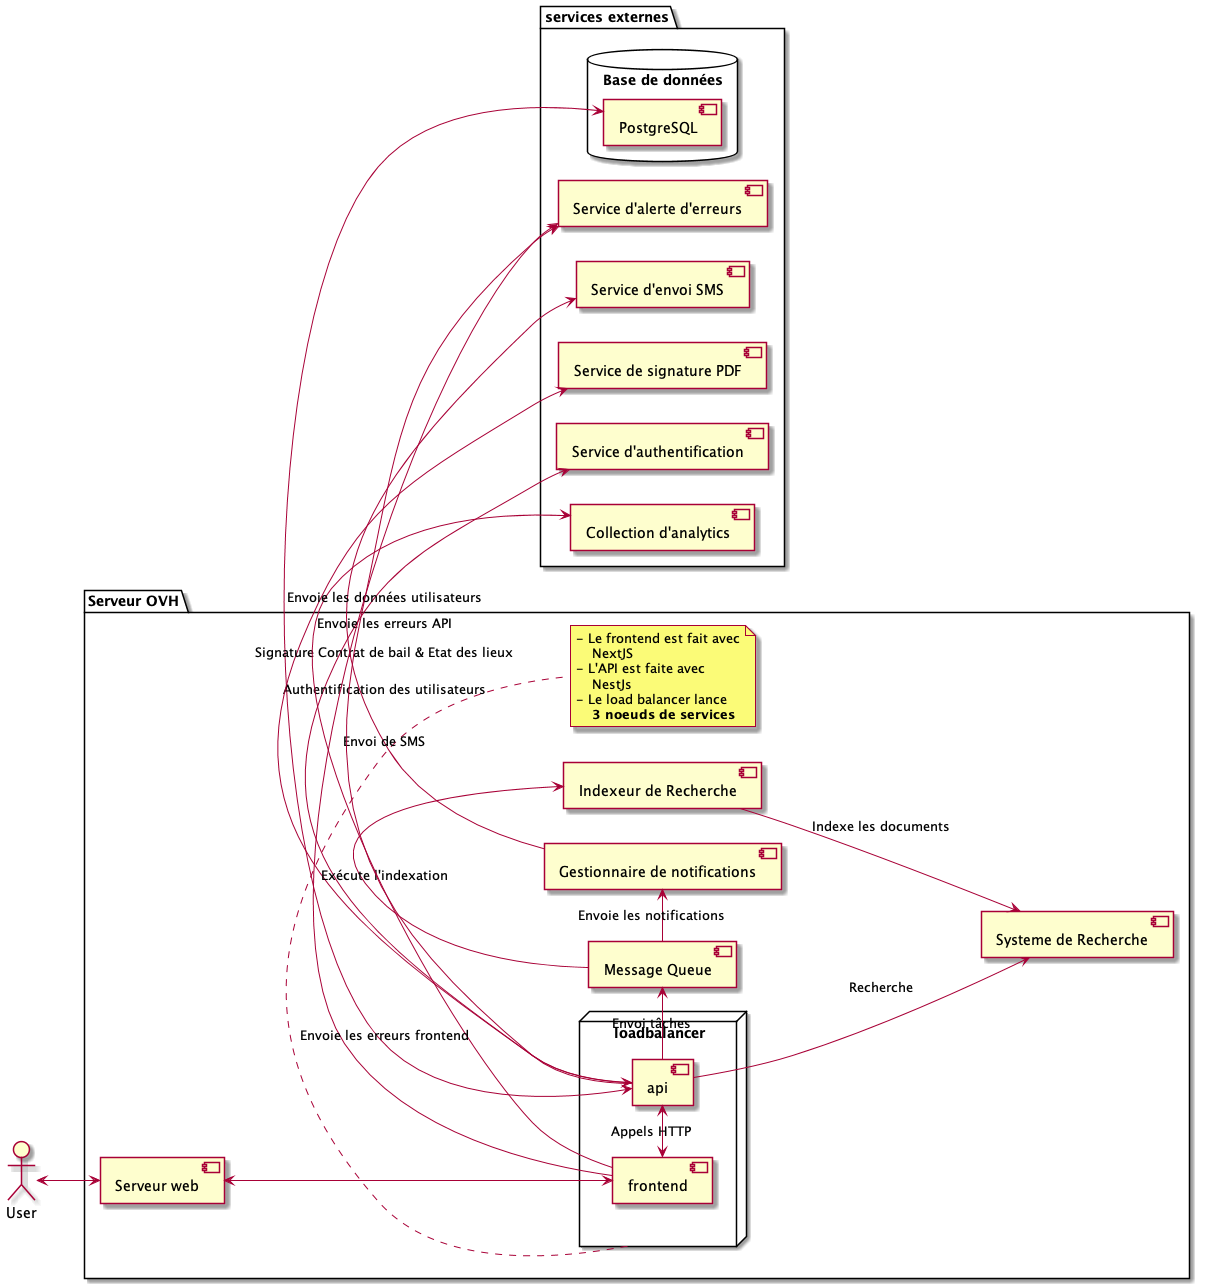 services externes
Base de données
PostgreSQL
Service d'alerte d'erreurs
Service d'envoi SMS
Service de signature PDF
Service d'authentification
Collection d'analytics
Serveur OVH
Envoie les données utilisateurs
Envoie les erreurs API
Signature Contrat de bail & Etat des lieux
Authentification des utilisateurs
Envoi de SMS
- Le frontend est fait avec
NextJS
- L'API est faite avec
NestJs
- Le load balancer lance
3 noeuds de services
Indexeur de Recherche
Indexe les documents
Gestionnaire de notifications
Exécute l'indexation
Envoie les notifications
Systeme de Recherche
Message Queue
Recherche
Envoi tâches
loadbalancer
Envoie les erreurs frontend
api
Appels HTTP
Serveur web
frontend
User